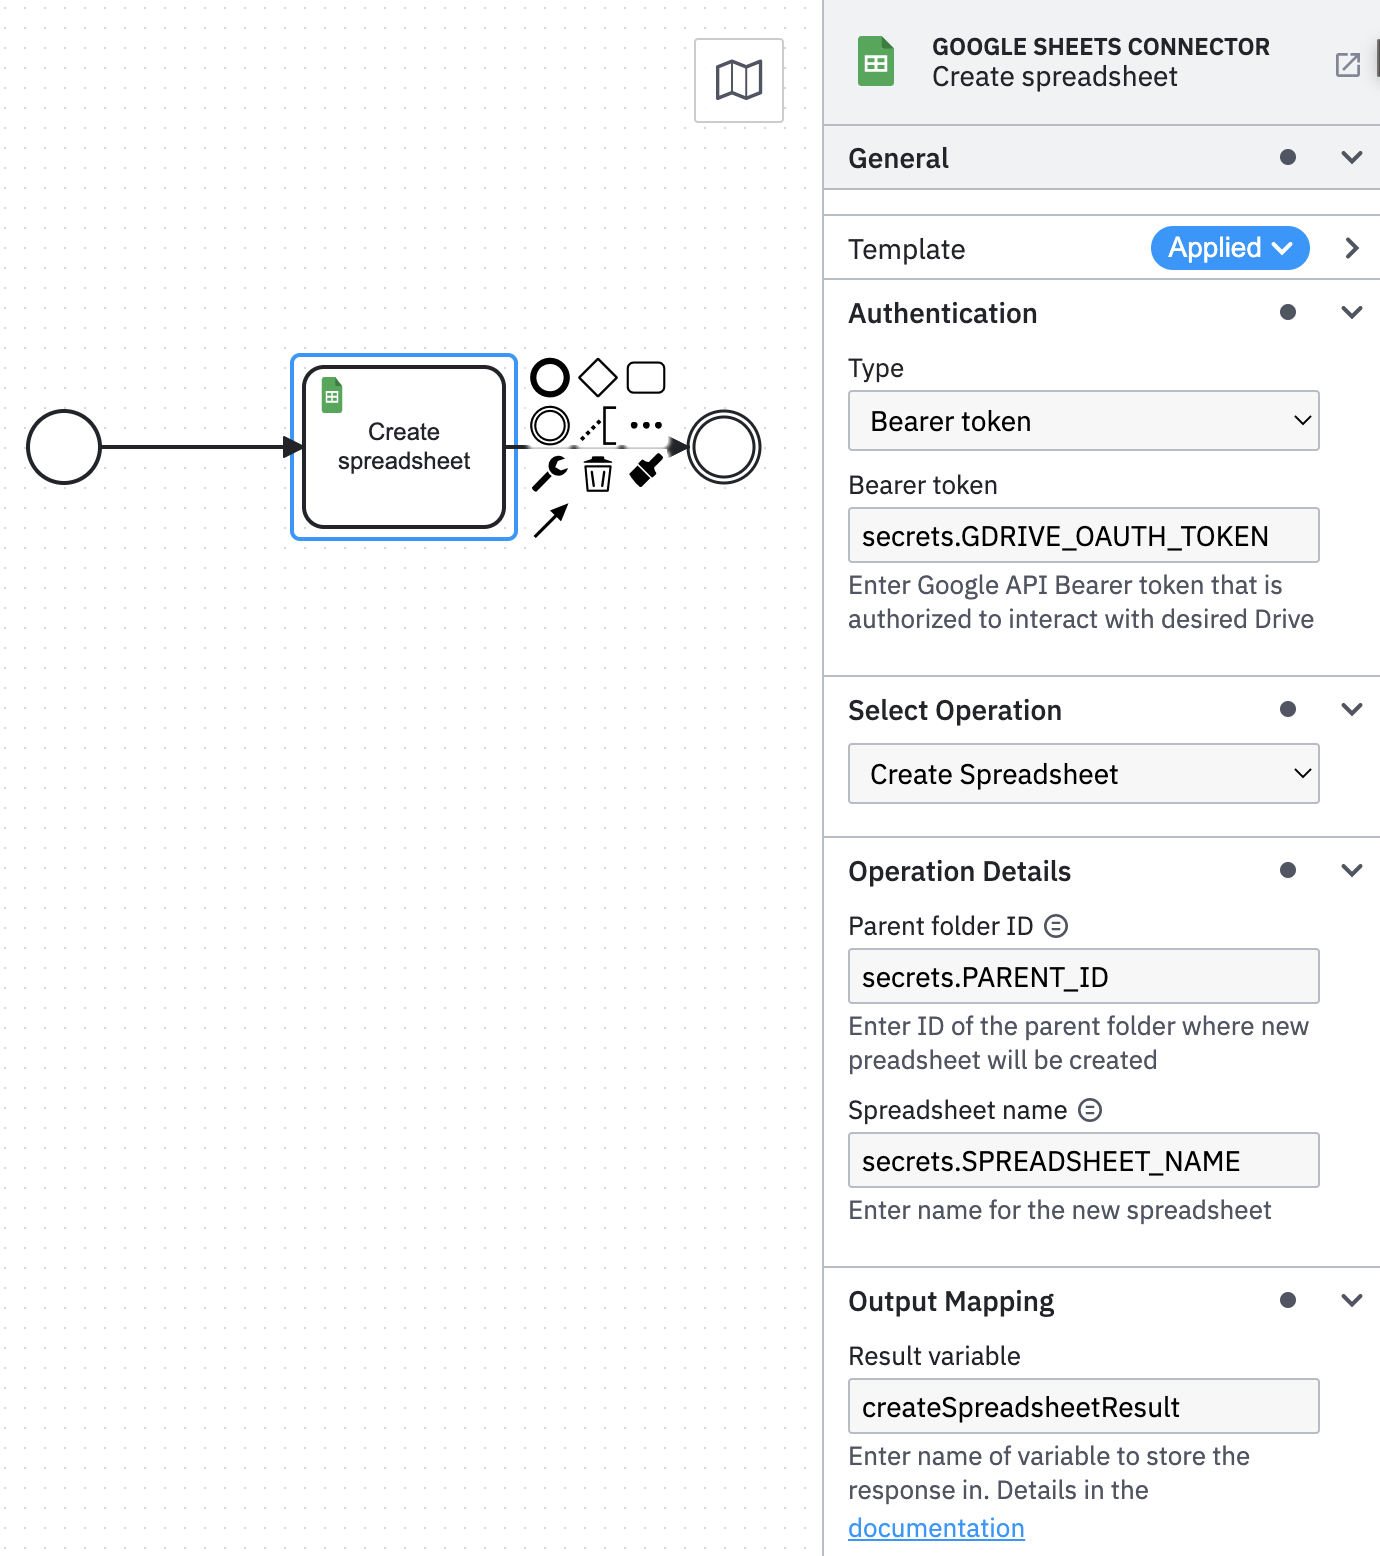 Create
spreadsheet
GOOGLE SHEETS CONNECTOR
Create spreadsheet
General
Template
Applied
Authentication
Type
Bearer token
Bearer token
secrets.GDRIVE_OAUTH_TOKEN
Enter Google API Bearer token that is
authorized to interact with desired Drive
Select Operation
Create Spreadsheet
Operation Details
Parent folder ID
secrets.PARENT_ID
Enter ID of the parent folder where new
preadsheet will be created
Spreadsheet name
secrets.SPREADSHEET_NAME
Enter name for the new spreadsheet
Output Mapping
Result variable
createSpreadsheetResult
Enter name of variable to store the
response in. Details in the
documentation